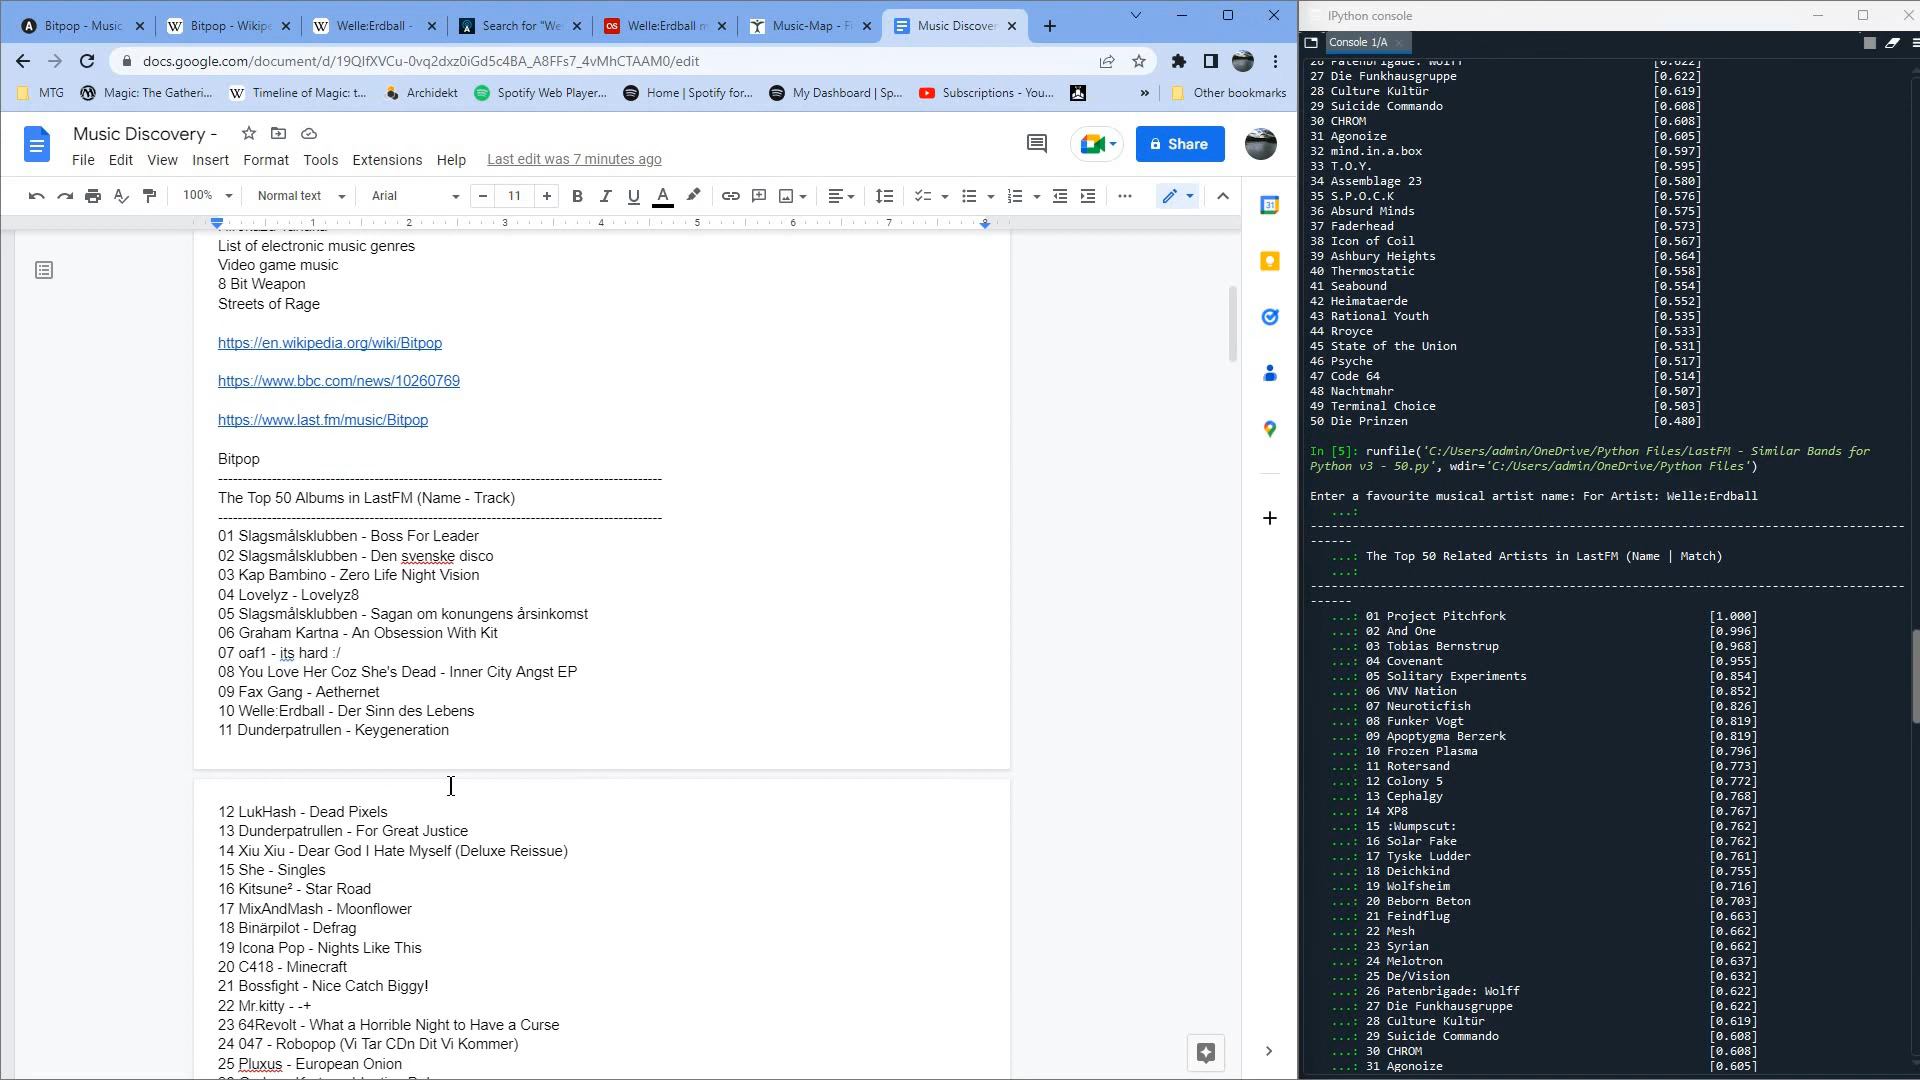 Bitpop - Music
Bitpop - Wikipe
Welle:Erdball -
Search for "We
Welle:Erdball m
Music-Map - F
Music Discover
docs.google.com/document/d/19QIfXVCu-0vq2dxz0iGd5c4BA_A8FFs7_4vMhCTAAM0/edit
MTG
Magic: The Gatheri...
Timeline of Magic: t...
Archidekt
Spotify Web Player...
Home | Spotify for...
My Dashboard | Sp...
Subscriptions - You...
»
Other bookmarks
Music Discovery -
File Edit View Insert Format Tools Extensions Help
Last edit was 7 minutes ago
Share
100%
Normal text
Arial
11
1 2 3 4 5 6 7 8
List of electronic music genres
Video game music
8 Bit Weapon
Streets of Rage
https://en.wikipedia.org/wiki/Bitpop
https://www.bbc.com/news/10260769
https://www.last.fm/music/Bitpop
Bitpop
The Top 50 Albums in LastFM (Name - Track)
01 Slagsmålsklubben - Boss For Leader
02 Slagsmålsklubben - Den svenske disco
03 Kap Bambino - Zero Life Night Vision
04 Lovelyz - Lovelyz8
05 Slagsmålsklubben - Sagan om konungens årsinkomst
06 Graham Kartna - An Obsession With Kit
07 oaf1 - its hard :/
08 You Love Her Coz She's Dead - Inner City Angst EP
09 Fax Gang - Aethernet
10 Welle:Erdball - Der Sinn des Lebens
11 Dunderpatrullen - Keygeneration
12 LukHash - Dead Pixels
13 Dunderpatrullen - For Great Justice
14 Xiu Xiu - Dear God I Hate Myself (Deluxe Reissue)
15 She - Singles
16 Kitsune² - Star Road
17 MixAndMash - Moonflower
18 Binärpilot - Defrag
19 Icona Pop - Nights Like This
20 C418 - Minecraft
21 Bossfight - Nice Catch Biggy!
22 Mr.kitty - -+
23 64Revolt - What a Horrible Night to Have a Curse
24 047 - Robopop (Vi Tar CDn Dit Vi Kommer)
25 Pluxus - European Onion
IPython console
Console 1/A
26 Patenbrigade: Wolff [0.622]
27 Die Funkhausgruppe [0.622]
28 Culture Kultür [0.619]
29 Suicide Commando [0.608]
30 CHROM [0.608]
31 Agonoize [0.605]
32 mind.in.a.box [0.597]
33 T.O.Y. [0.595]
34 Assemblage 23 [0.580]
35 S.P.O.C.K [0.576]
36 Absurd Minds [0.575]
37 Faderhead [0.573]
38 Icon of Coil [0.567]
39 Ashbury Heights [0.564]
40 Thermostatic [0.558]
41 Seabound [0.554]
42 Heimataerde [0.552]
43 Rational Youth [0.535]
44 Rroyce [0.533]
45 State of the Union [0.531]
46 Psyche [0.517]
47 Code 64 [0.514]
48 Nachtmahr [0.507]
49 Terminal Choice [0.503]
50 Die Prinzen [0.480]
In [5]: runfile('C:/Users/admin/OneDrive/Python Files/LastFM - Similar Bands for
Python v3 - 50.py', wdir='C:/Users/admin/OneDrive/Python Files')
Enter a favourite musical artist name: For Artist: Welle:Erdball
...:
...: The Top 50 Related Artists in LastFM (Name | Match)
...:
...: 01 Project Pitchfork [1.000]
...: 02 And One [0.996]
...: 03 Tobias Bernstrup [0.968]
...: 04 Covenant [0.955]
...: 05 Solitary Experiments [0.854]
...: 06 VNV Nation [0.852]
...: 07 Neuroticfish [0.826]
...: 08 Funker Vogt [0.819]
...: 09 Apoptygma Berzerk [0.819]
...: 10 Frozen Plasma [0.796]
...: 11 Rotersand [0.773]
...: 12 Colony 5 [0.772]
...: 13 Cephalgy [0.768]
...: 14 XP8 [0.767]
...: 15 :Wumpscut: [0.762]
...: 16 Solar Fake [0.762]
...: 17 Tyske Ludder [0.761]
...: 18 Deichkind [0.755]
...: 19 Wolfsheim [0.716]
...: 20 Beborn Beton [0.703]
...: 21 Feindflug [0.663]
...: 22 Mesh [0.662]
...: 23 Syrian [0.662]
...: 24 Melotron [0.637]
...: 25 De/Vision [0.632]
...: 26 Patenbrigade: Wolff [0.622]
...: 27 Die Funkhausgruppe [0.622]
...: 28 Culture Kultür [0.619]
...: 29 Suicide Commando [0.608]
...: 30 CHROM [0.608]
...: 31 Agonoize [0.605]